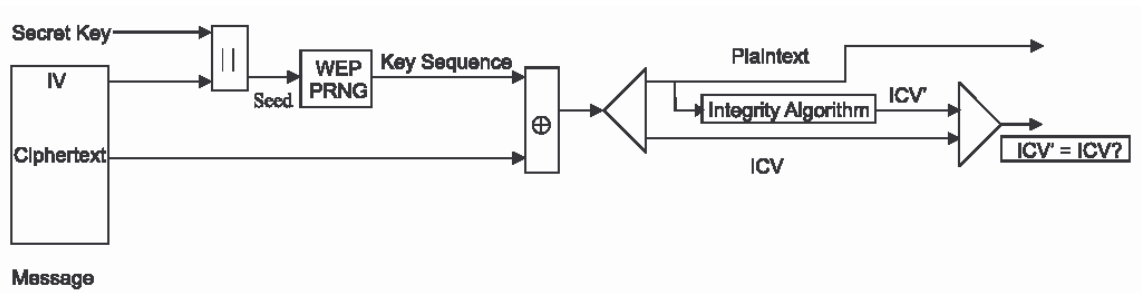 Secret Key
IV
||
Seed
WEP
PRNG
Key Sequence
Ciphertext
⊕
Plaintext
Integrity Algorithm
ICV'
ICV
ICV' = ICV?
Message